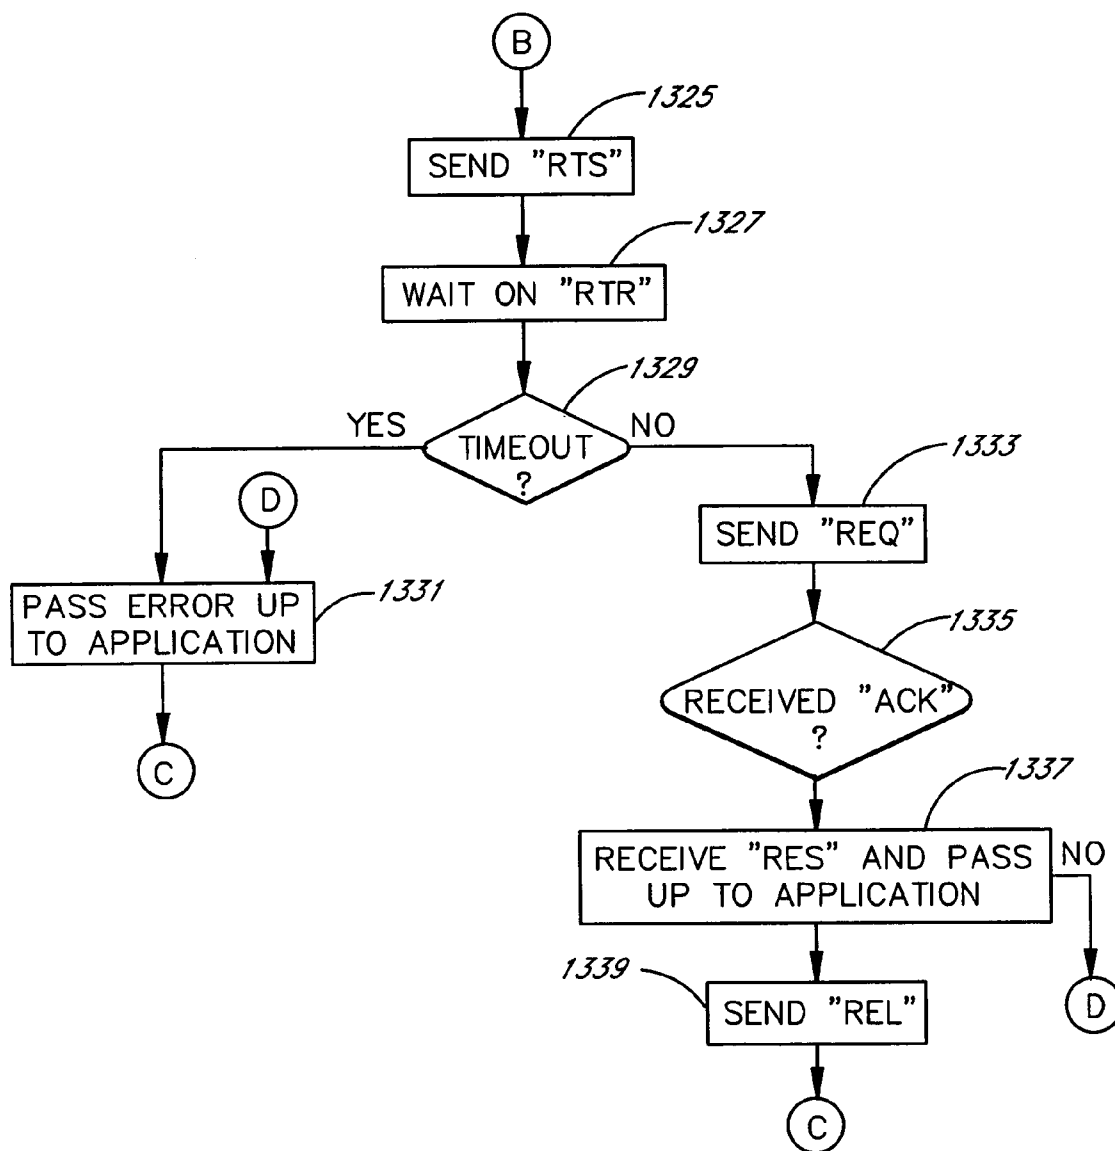 B
1325
SEND "RTS"
1327
WAIT ON "RTR"
1329
YES
TIMEOUT
?
NO
1333
D
SEND "REQ"
PASS ERROR UP
TO APPLICATION
1331
1335
RECEIVED "ACK"
?
C
1337
RECEIVE "RES" AND PASS
UP TO APPLICATION
NO
1339
SEND "REL"
D
C